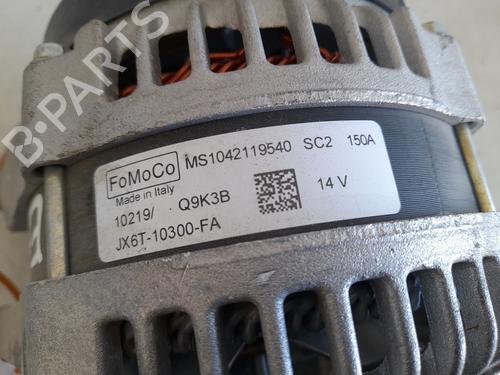 B-PARTS
FoMoCo MS1042119540 SC2 150A
Made in Italy
10219/ Q9K3B 14 V
JX6T-10300-FA